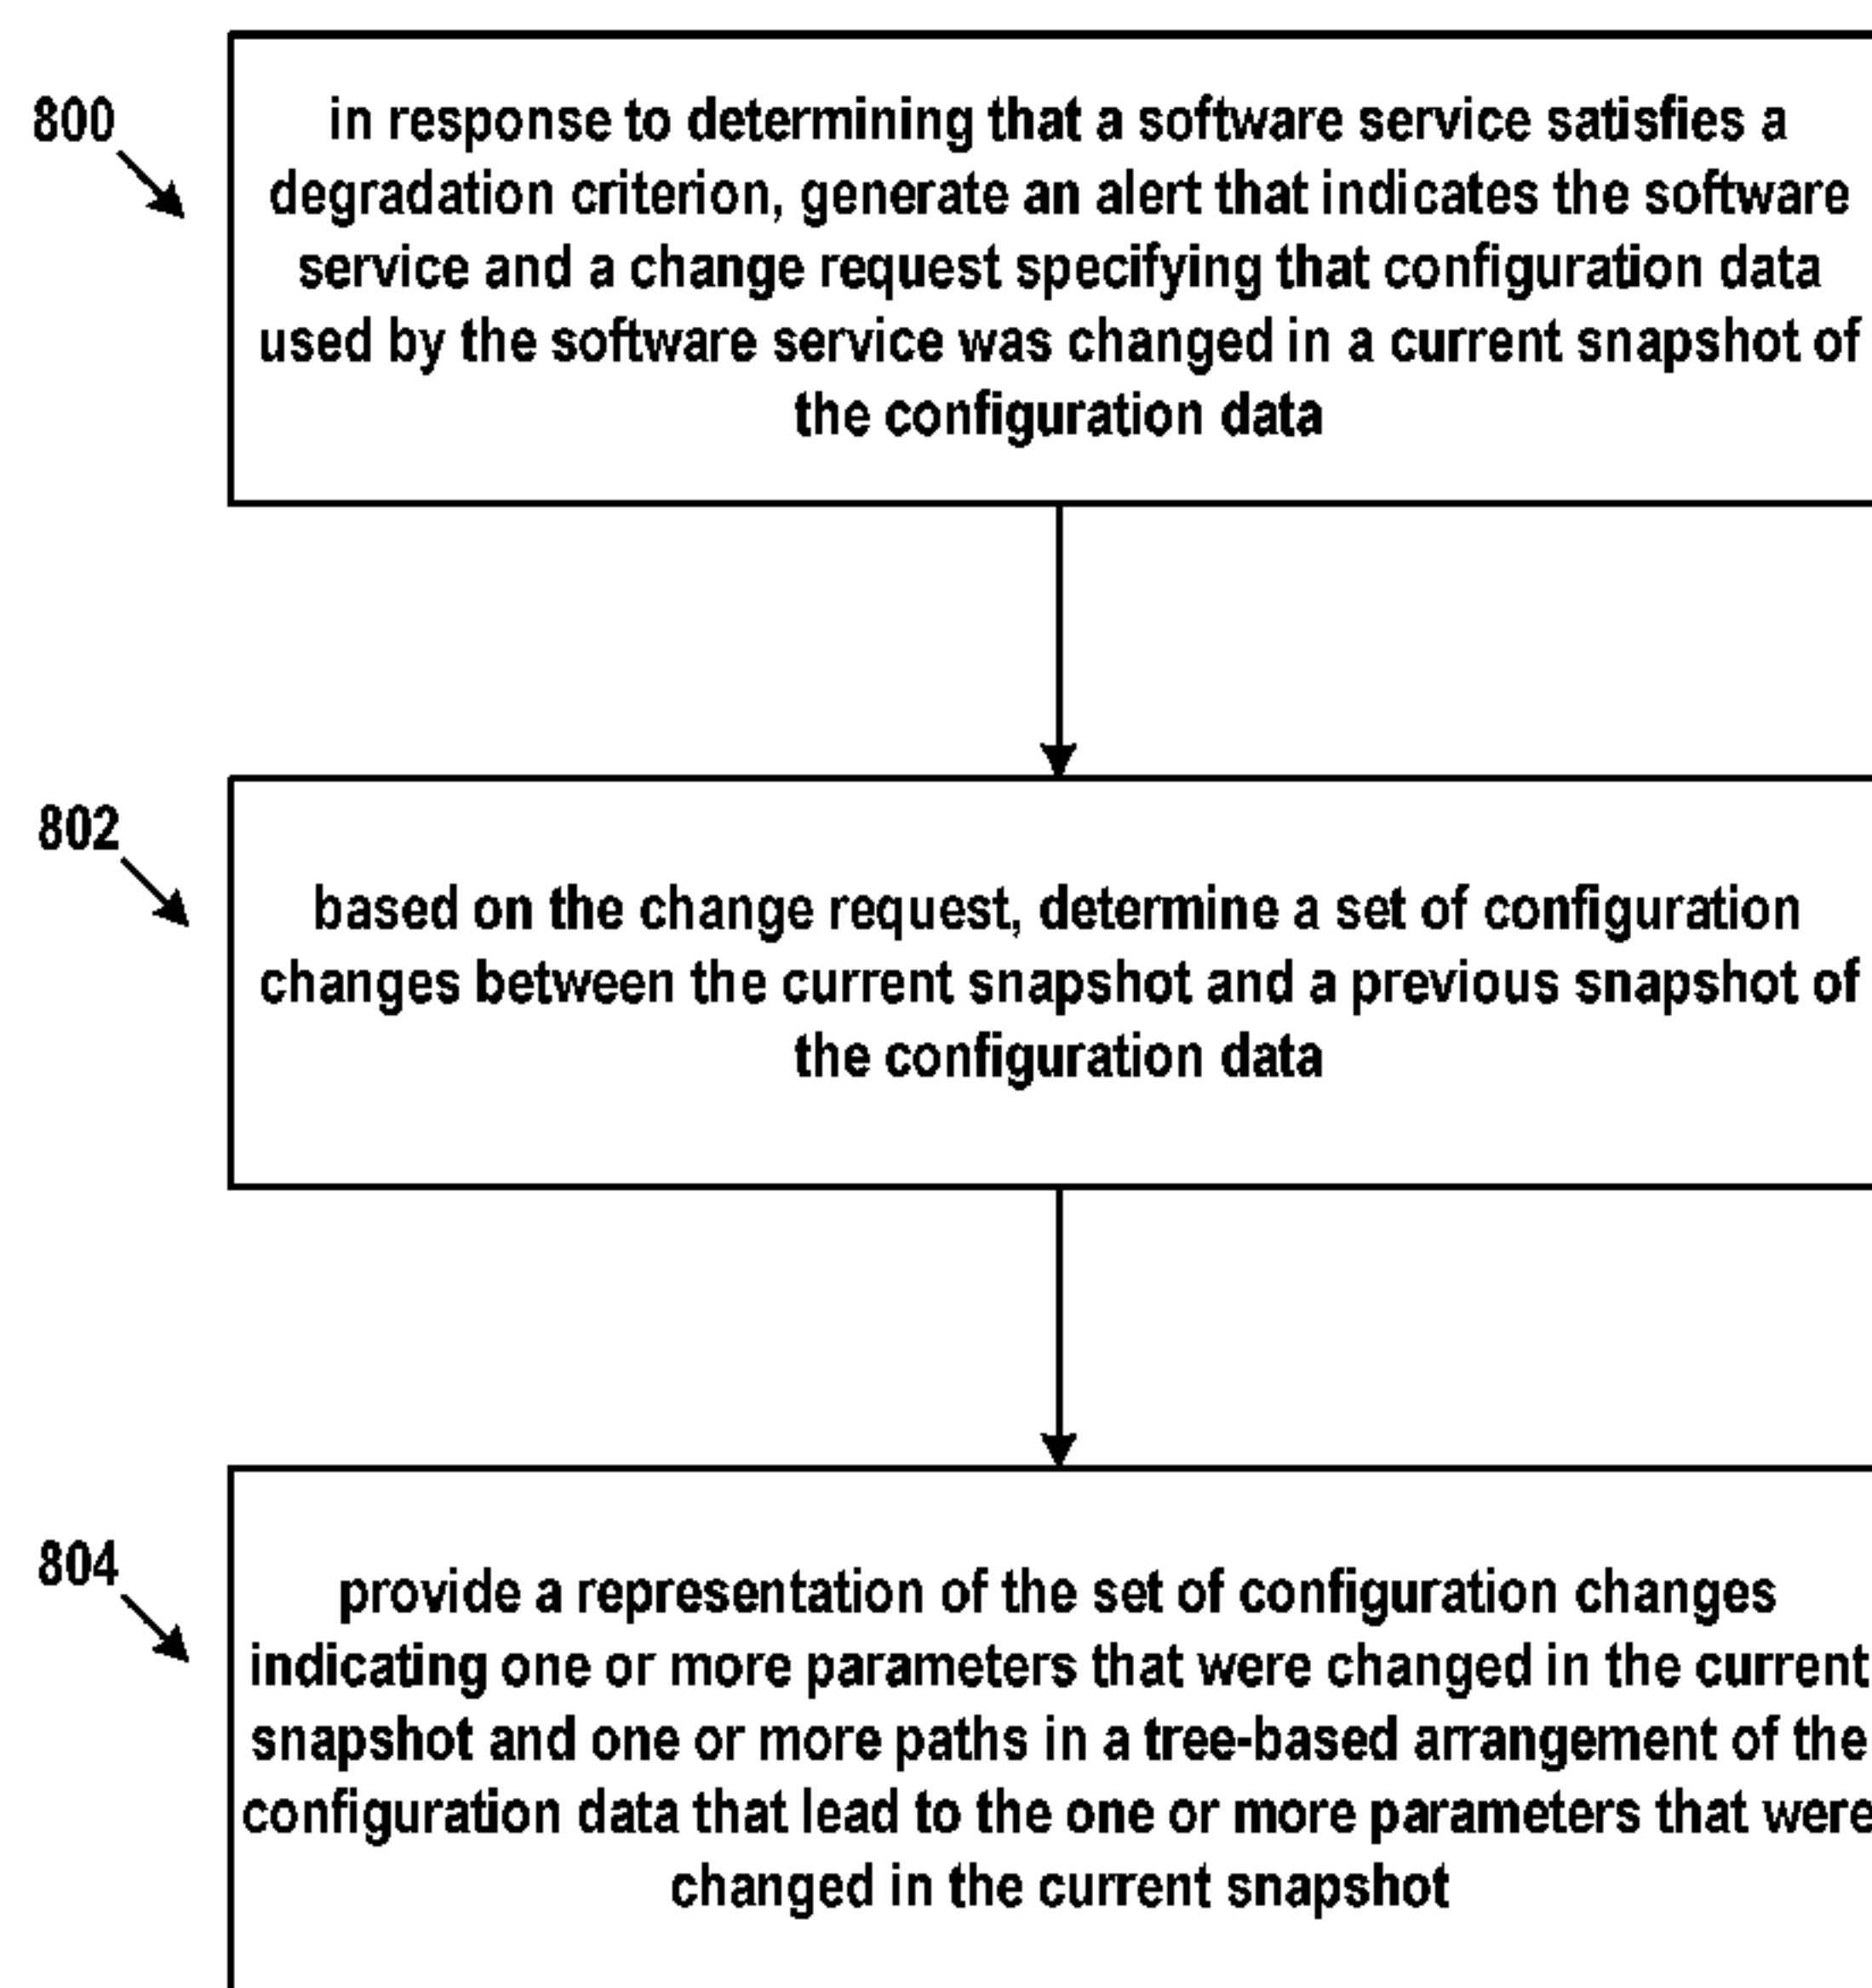 800
in response to determining that a software service satisfies a
degradation criterion, generate an alert that indicates the software
service and a change request specifying that configuration data
used by the software service was changed in a current snapshot of
the configuration data
802
based on the change request, determine a set of configuration
changes between the current snapshot and a previous snapshot of
the configuration data
804
provide a representation of the set of configuration changes
indicating one or more parameters that were changed in the current
snapshot and one or more paths in a tree-based arrangement of the
configuration data that lead to the one or more parameters that were
changed in the current snapshot